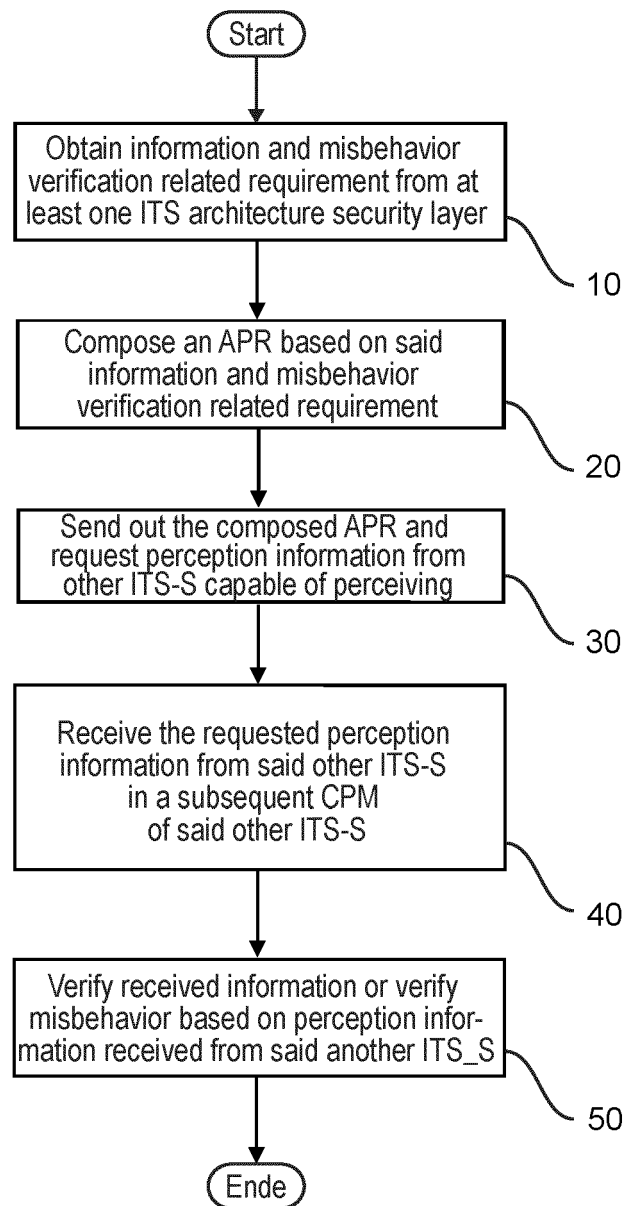 Start
Obtain information and misbehavior
verification related requirement from at
least one ITS architecture security layer
10
Compose an APR based on said
information and misbehavior
verification related requirement
20
Send out the composed APR and
request perception information from
other ITS-S capable of perceiving
30
Receive the requested perception
information from said other ITS-S
in a subsequent CPM
of said other ITS-S
40
Verify received information or verify
misbehavior based on perception infor-
mation received from said another ITS_S
50
Ende